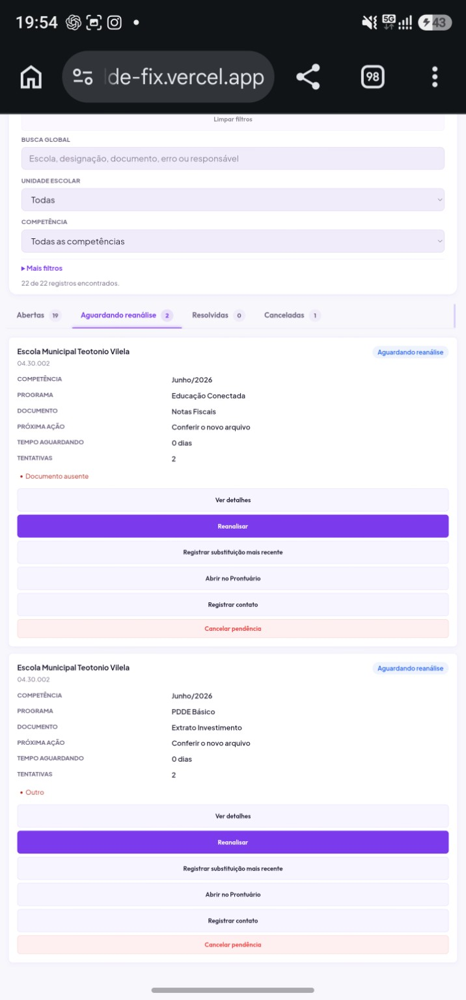 19:54
5G
43
de-fix.vercel.app
98
Limpar filtros
BUSCA GLOBAL
Escola, designação, documento, erro ou responsável
UNIDADE ESCOLAR
Todas
COMPETÊNCIA
Todas as competências
▸ Mais filtros
22 de 22 registros encontrados.
Abertas 19 Aguardando reanálise 2 Resolvidas 0 Canceladas 1
Escola Municipal Teotonio Vilela Aguardando reanálise
04.30.002
COMPETÊNCIA Junho/2026
PROGRAMA Educação Conectada
DOCUMENTO Notas Fiscais
PRÓXIMA AÇÃO Conferir o novo arquivo
TEMPO AGUARDANDO 0 dias
TENTATIVAS 2
• Documento ausente
Ver detalhes
Reanalisar
Registrar substituição mais recente
Abrir no Prontuário
Registrar contato
Cancelar pendência
Escola Municipal Teotonio Vilela Aguardando reanálise
04.30.002
COMPETÊNCIA Junho/2026
PROGRAMA PDDE Básico
DOCUMENTO Extrato Investimento
PRÓXIMA AÇÃO Conferir o novo arquivo
TEMPO AGUARDANDO 0 dias
TENTATIVAS 2
• Outro
Ver detalhes
Reanalisar
Registrar substituição mais recente
Abrir no Prontuário
Registrar contato
Cancelar pendência